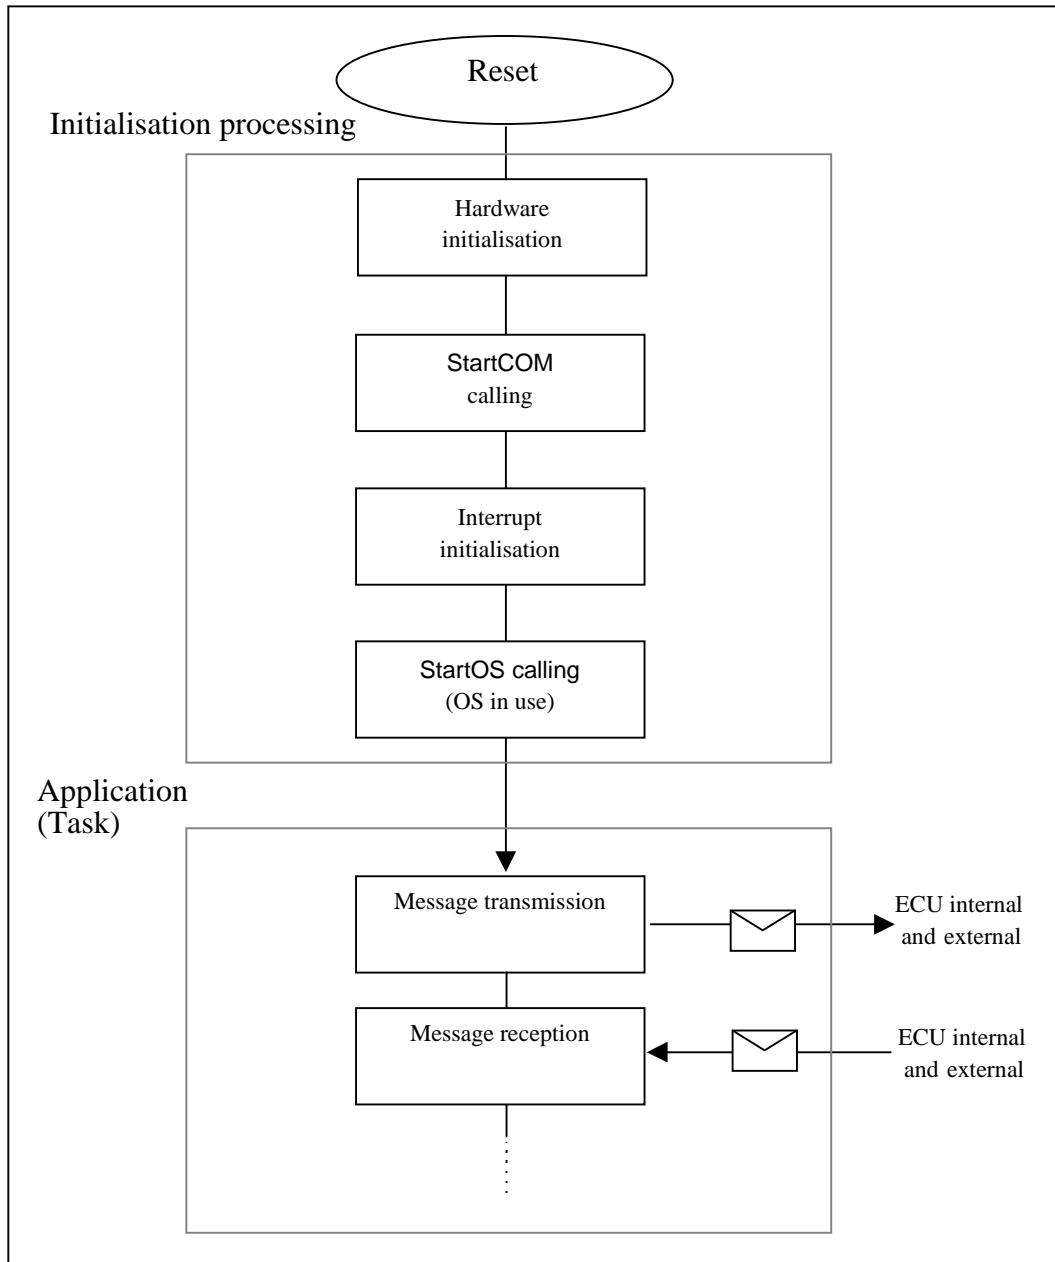 Reset
Initialisation processing
Hardware
initialisation
StartCOM
calling
Interrupt
initialisation
StartOS calling
(OS in use)
Application
(Task)
Message transmission
ECU internal
and external
Message reception
ECU internal
and external